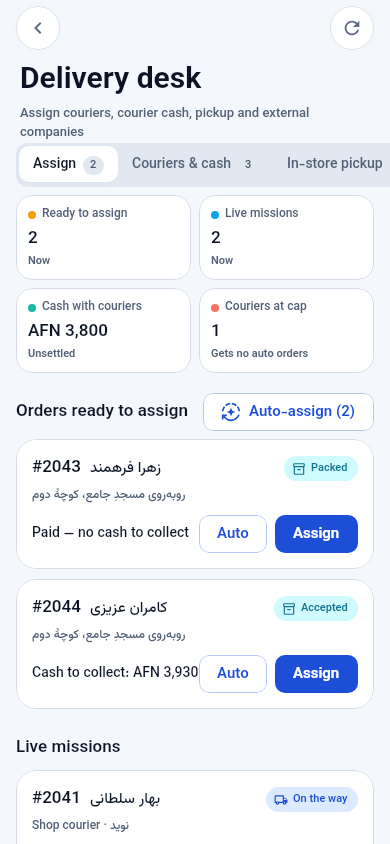 Delivery desk
Assign couriers, courier cash, pickup and external
companies
Assign 2 Couriers & cash 3 In-store pickup
Ready to assign
2
Now
Live missions
2
Now
Cash with couriers
AFN 3,800
Unsettled
Couriers at cap
1
Gets no auto orders
Orders ready to assign Auto-assign (2)
#2043 زهرا فرهمند Packed
روبه‌روی مسجدِ جامع، کوچهٔ دوم
Paid — no cash to collect Auto Assign
#2044 کامران عزیزی Accepted
روبه‌روی مسجدِ جامع، کوچهٔ دوم
Cash to collect: AFN 3,930 Auto Assign
Live missions
#2041 بهار سلطانی On the way
Shop courier · نوید